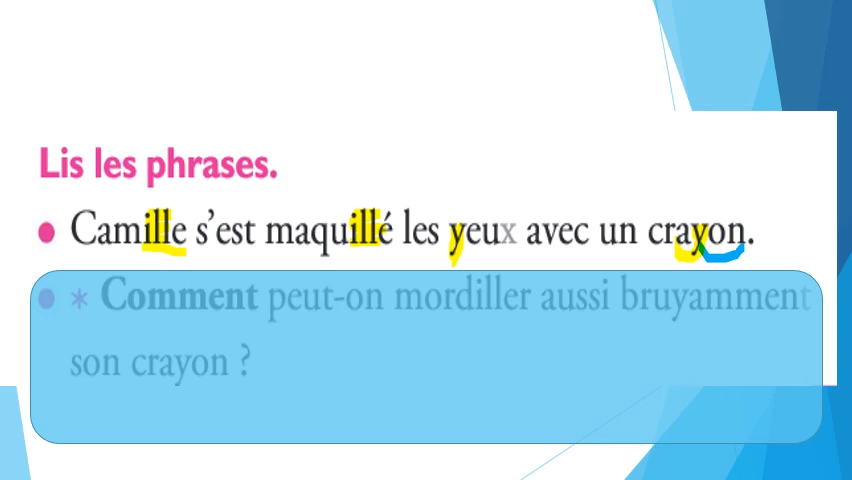 Lis les phrases.
• Camille s'est maquillé les yeux avec un crayon.
• * Comment peut-on mordiller aussi bruyamment
son crayon ?